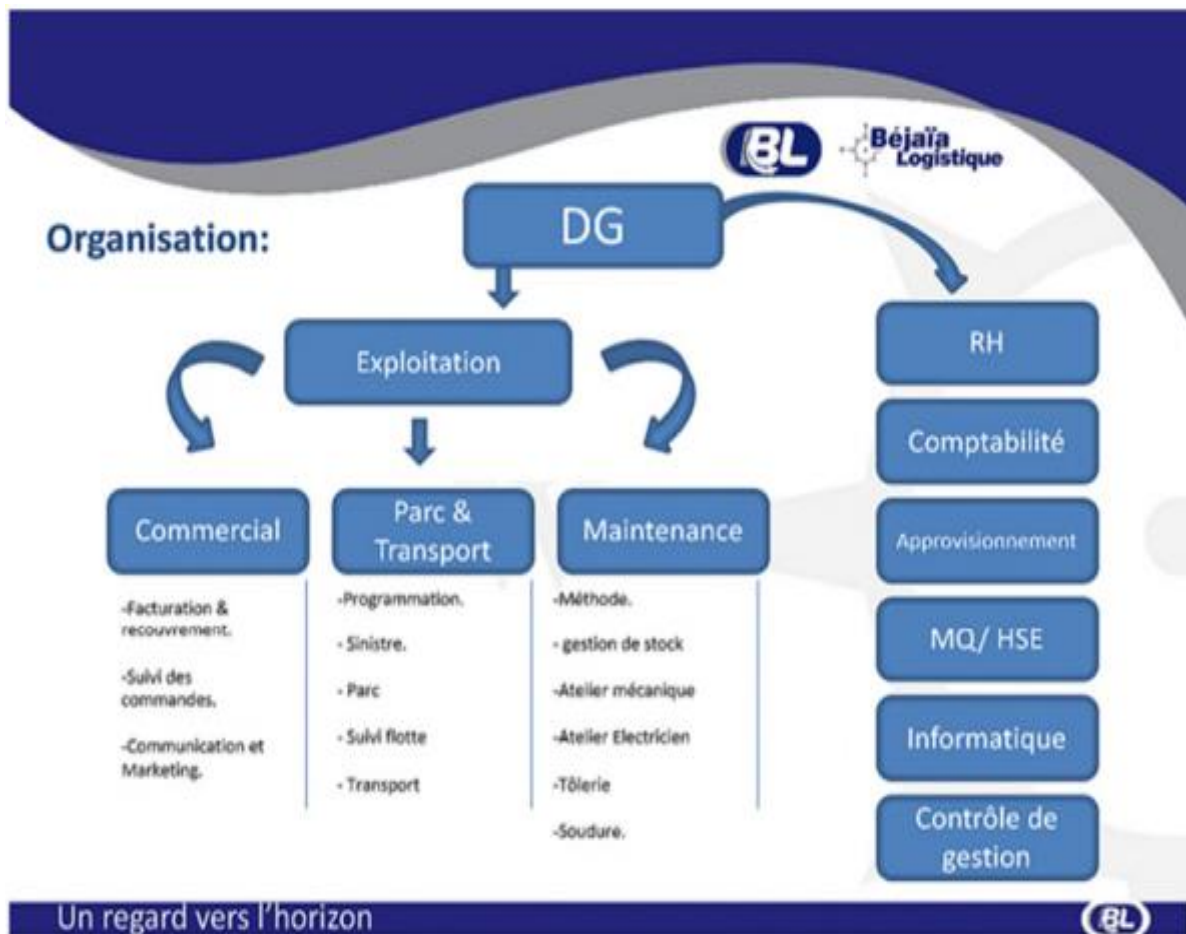 BL Béjaïa
Logistique
Organisation:
DG
Exploitation
Commercial
-Facturation &
recouvrement.
-Suivi des
commandes.
-Communication et
Marketing.
Parc &
Transport
-Programmation.
- Sinistre.
- Parc
- Suivi flotte
- Transport
Maintenance
-Méthode.
- gestion de stock
-Atelier mécanique
-Atelier Electricien
-Tôlerie
-Soudure.
RH
Comptabilité
Approvisionnement
MQ/ HSE
Informatique
Contrôle de
gestion
Un regard vers l'horizon
BL